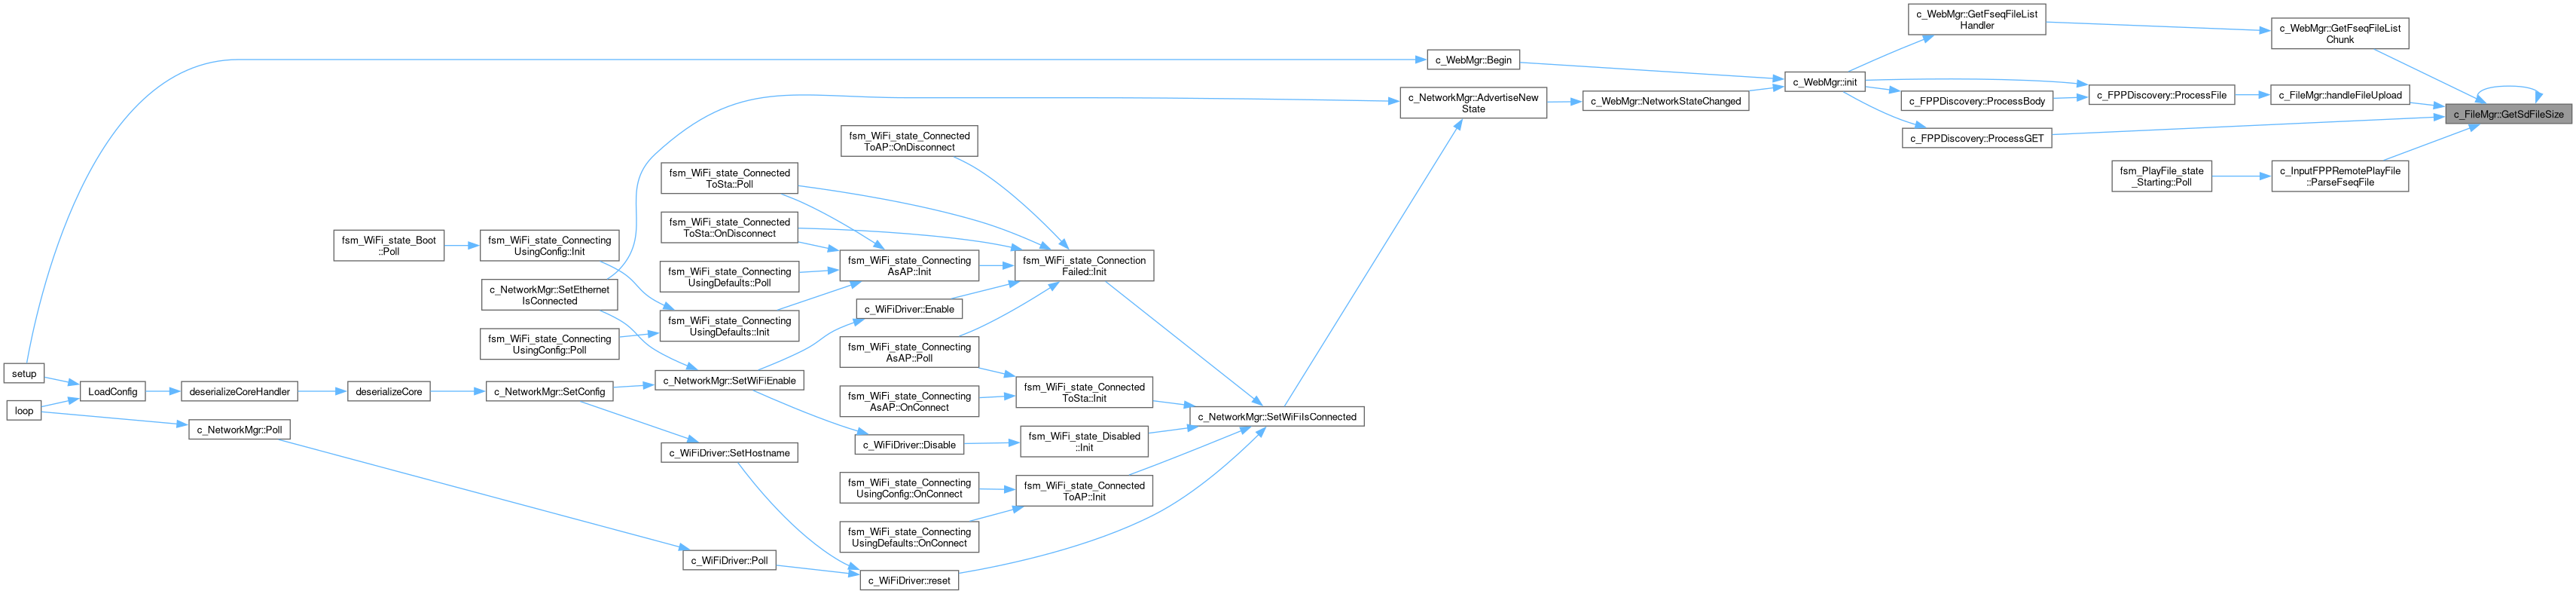 c_WebMgr::GetFseqFileList
Handler
c_WebMgr::GetFseqFileList
Chunk
c_WebMgr::Begin
c_WebMgr::init
c_FPPDiscovery::ProcessFile
c_FileMgr::handleFileUpload
c_NetworkMgr::AdvertiseNew
State
c_WebMgr::NetworkStateChanged
c_FPPDiscovery::ProcessBody
c_FileMgr::GetSdFileSize
c_FPPDiscovery::ProcessGET
fsm_WiFi_state_Connected
ToAP::OnDisconnect
fsm_WiFi_state_Connected
ToSta::Poll
fsm_PlayFile_state
_Starting::Poll
c_InputFPPRemotePlayFile
::ParseFseqFile
fsm_WiFi_state_Connected
ToSta::OnDisconnect
fsm_WiFi_state_Boot
::Poll
fsm_WiFi_state_Connecting
UsingConfig::Init
fsm_WiFi_state_Connecting
AsAP::Init
fsm_WiFi_state_Connection
Failed::Init
fsm_WiFi_state_Connecting
UsingDefaults::Poll
c_NetworkMgr::SetEthernet
IsConnected
c_WiFiDriver::Enable
fsm_WiFi_state_Connecting
UsingDefaults::Init
fsm_WiFi_state_Connecting
UsingConfig::Poll
fsm_WiFi_state_Connecting
AsAP::Poll
setup
c_NetworkMgr::SetWiFiEnable
LoadConfig
deserializeCoreHandler
deserializeCore
c_NetworkMgr::SetConfig
fsm_WiFi_state_Connecting
AsAP::OnConnect
fsm_WiFi_state_Connected
ToSta::Init
loop
c_NetworkMgr::SetWiFiIsConnected
c_NetworkMgr::Poll
c_WiFiDriver::Disable
fsm_WiFi_state_Disabled
::Init
c_WiFiDriver::SetHostname
fsm_WiFi_state_Connecting
UsingConfig::OnConnect
fsm_WiFi_state_Connected
ToAP::Init
fsm_WiFi_state_Connecting
UsingDefaults::OnConnect
c_WiFiDriver::Poll
c_WiFiDriver::reset